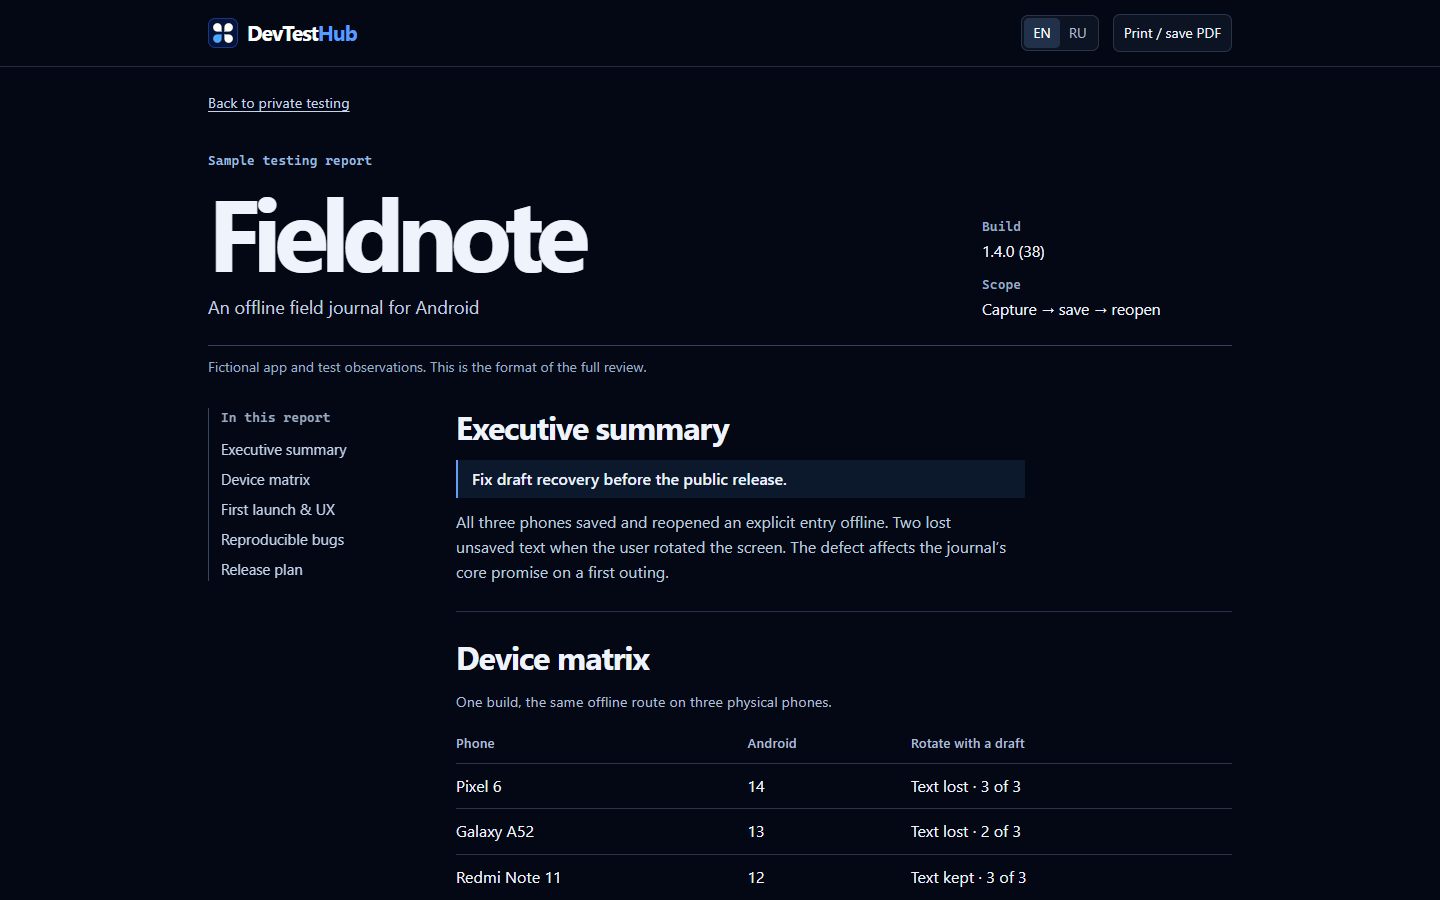 DevTestHub
EN RU
Print / save PDF
Back to private testing
Sample testing report
Fieldnote
An offline field journal for Android
Build
1.4.0 (38)
Scope
Capture → save → reopen
Fictional app and test observations. This is the format of the full review.
In this report
Executive summary
Device matrix
First launch & UX
Reproducible bugs
Release plan
Executive summary
Fix draft recovery before the public release.
All three phones saved and reopened an explicit entry offline. Two lost
unsaved text when the user rotated the screen. The defect affects the journal’s
core promise on a first outing.
Device matrix
One build, the same offline route on three physical phones.
Phone Android Rotate with a draft
Pixel 6 14 Text lost · 3 of 3
Galaxy A52 13 Text lost · 2 of 3
Redmi Note 11 12 Text kept · 3 of 3